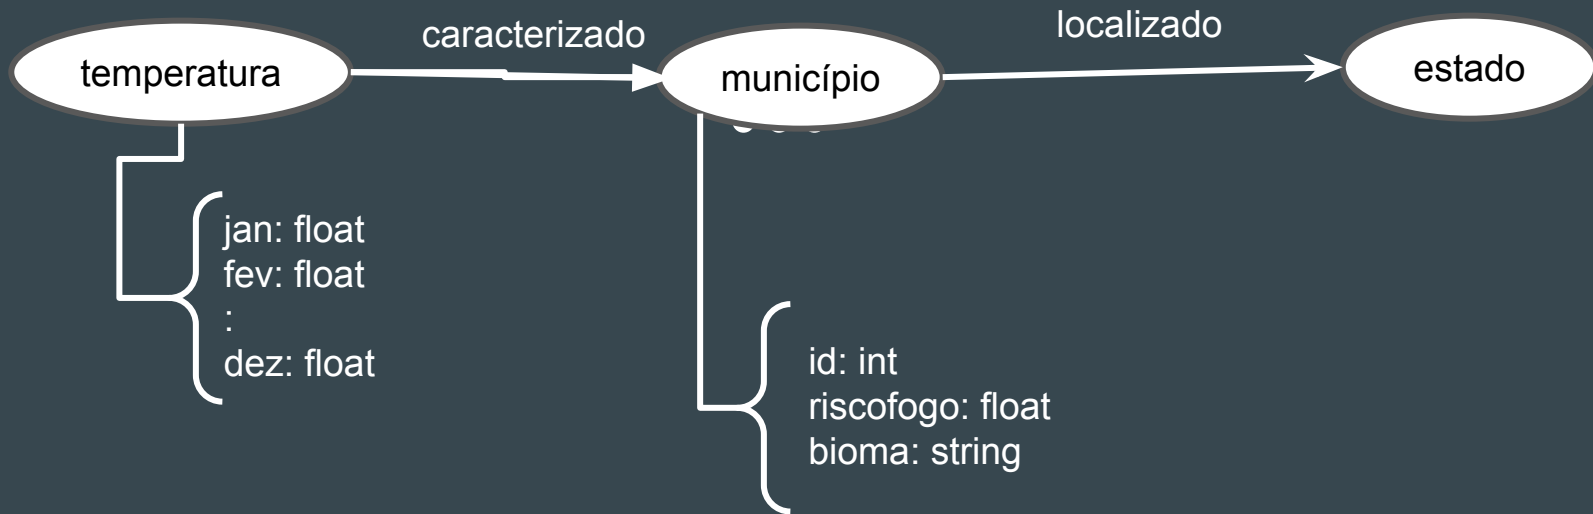 caracterizado
localizado
temperatura
município
estado
jan: float
fev: float
:
dez: float
id: int
riscofogo: float
bioma: string